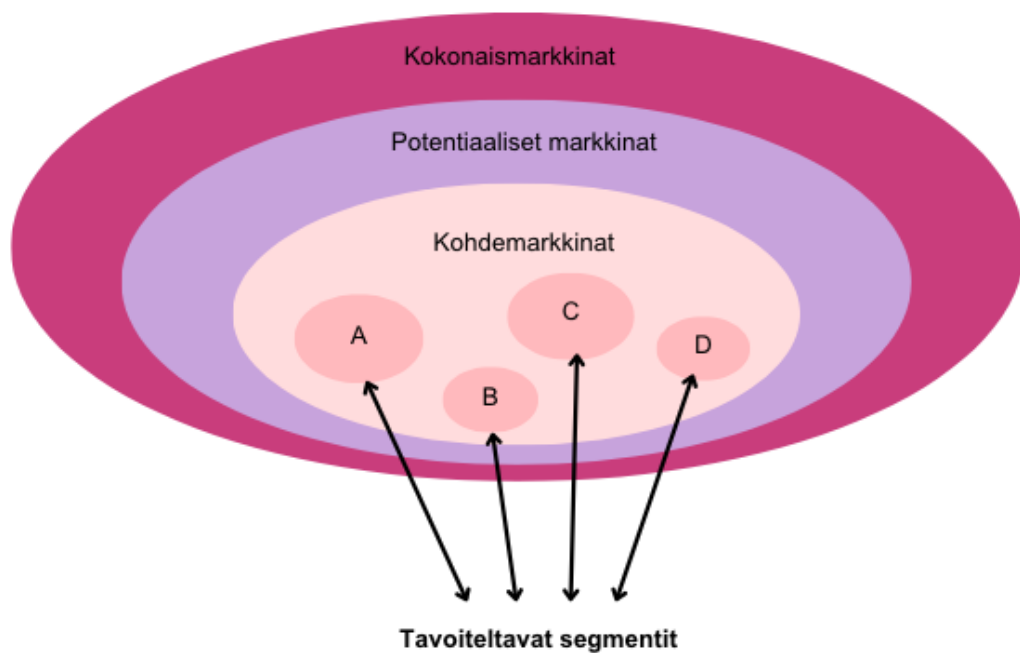 Kokonaismarkkinat
Potentiaaliset markkinat
Kohdemarkkinat
A
B
C
D
Tavoiteltavat segmentit